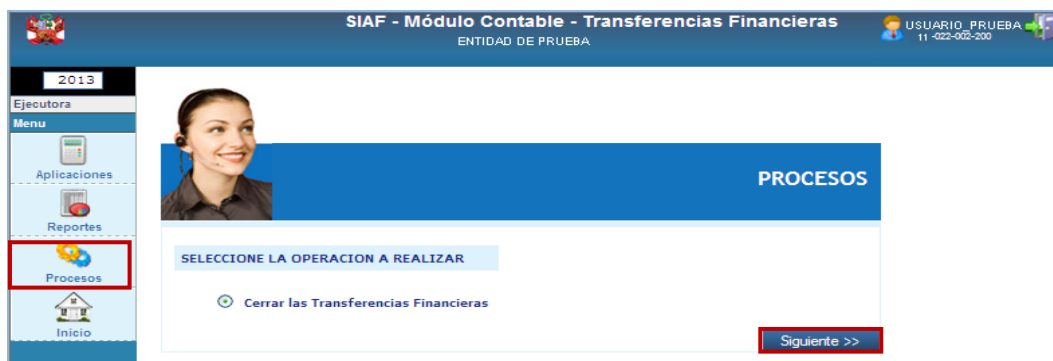 SIAF - Módulo Contable - Transferencias Financieras
ENTIDAD DE PRUEBA
USUARIO_PRUEBA
11 -022-002-200
2013
Ejecutora
Menu
Aplicaciones
Reportes
Procesos
Inicio
PROCESOS
SELECCIONE LA OPERACION A REALIZAR
Cerrar las Transferencias Financieras
Siguiente >>